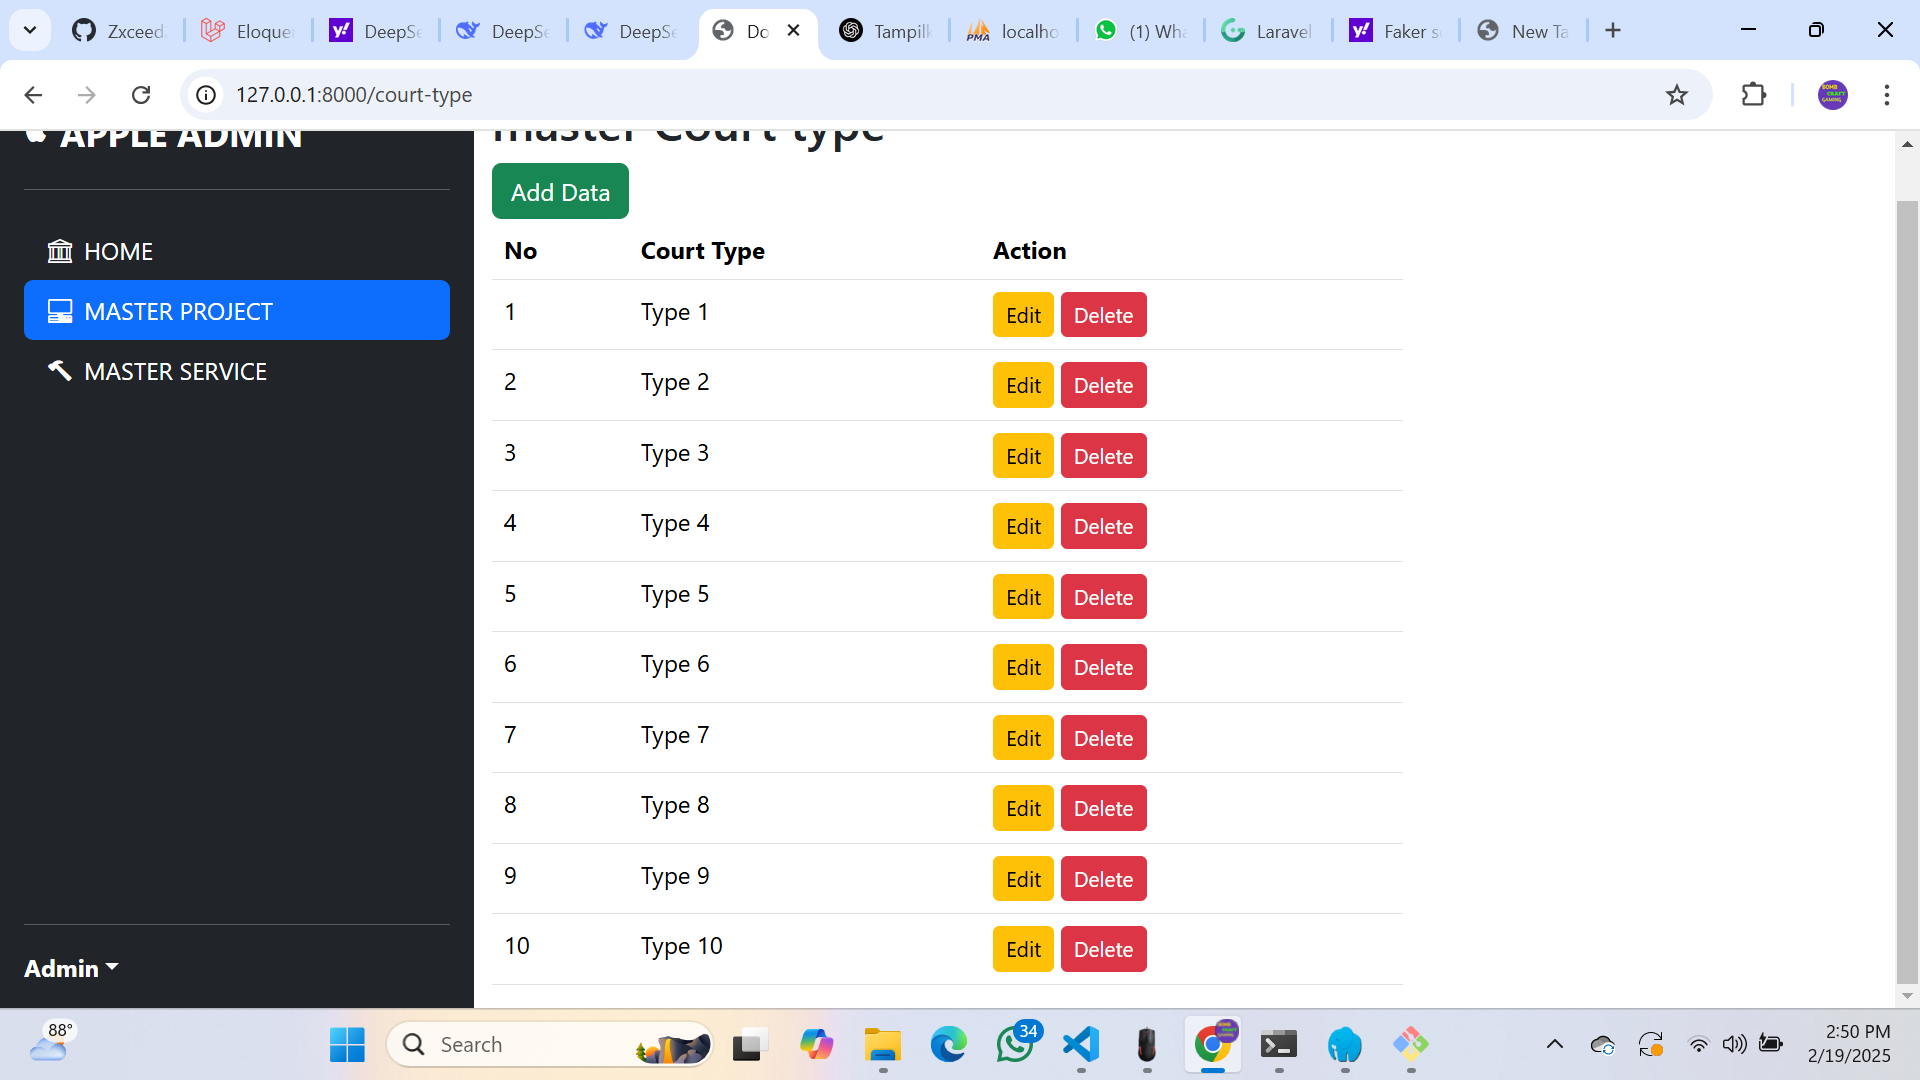 Zxceed
Eloque
DeepSe
DeepSe
DeepSe
Do
Tampilk
PMA
localho
(1) Wha
Laravel
Faker s
New Ta
127.0.0.1:8000/court-type
BOMB
CRAFT
GAMING
APPLE ADMIN
HOME
MASTER PROJECT
MASTER SERVICE
Admin
master Court type
Add Data
No Court Type Action
1 Type 1 Edit Delete
2 Type 2 Edit Delete
3 Type 3 Edit Delete
4 Type 4 Edit Delete
5 Type 5 Edit Delete
6 Type 6 Edit Delete
7 Type 7 Edit Delete
8 Type 8 Edit Delete
9 Type 9 Edit Delete
10 Type 10 Edit Delete
88°
Search
34
2:50 PM
2/19/2025